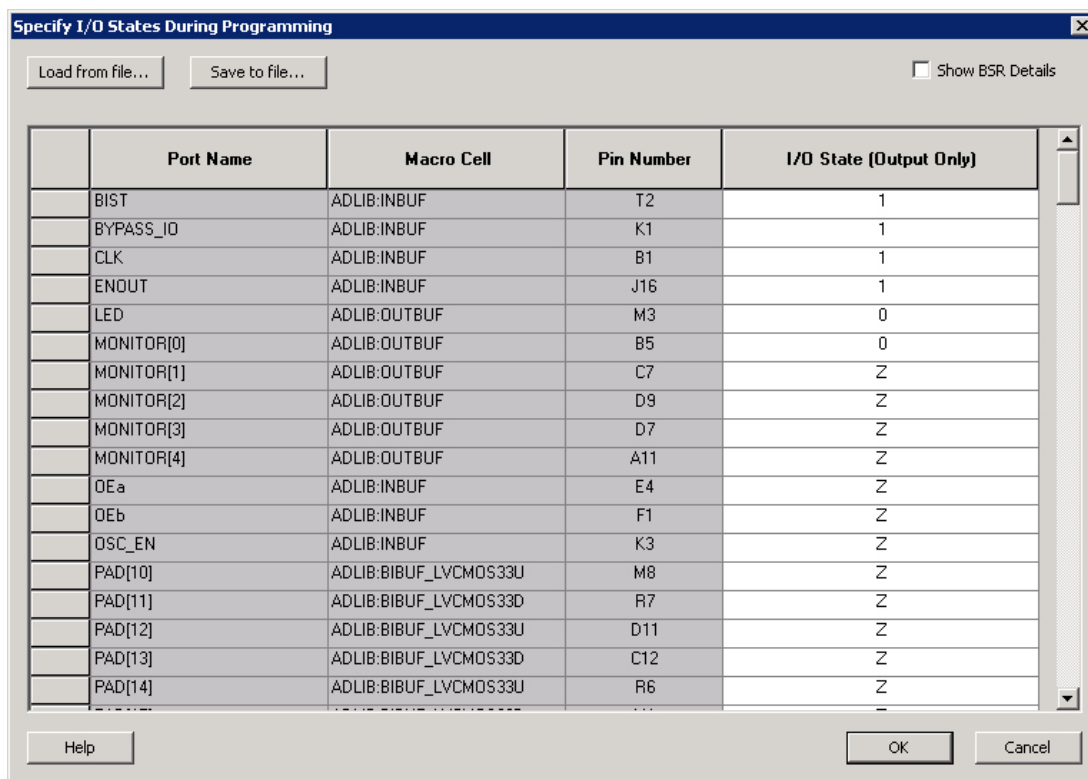 Specify I/O States During Programming
Load from file... Save to file... Show BSR Details
Port Name Macro Cell Pin Number I/O State (Output Only)
BIST ADLIB:INBUF T2 1
BYPASS_IO ADLIB:INBUF K1 1
CLK ADLIB:INBUF B1 1
ENOUT ADLIB:INBUF J16 1
LED ADLIB:OUTBUF M3 0
MONITOR[0] ADLIB:OUTBUF B5 0
MONITOR[1] ADLIB:OUTBUF C7 Z
MONITOR[2] ADLIB:OUTBUF D9 Z
MONITOR[3] ADLIB:OUTBUF D7 Z
MONITOR[4] ADLIB:OUTBUF A11 Z
OEa ADLIB:INBUF E4 Z
OEb ADLIB:INBUF F1 Z
OSC_EN ADLIB:INBUF K3 Z
PAD[10] ADLIB:BIBUF_LVCMOS33U M8 Z
PAD[11] ADLIB:BIBUF_LVCMOS33D R7 Z
PAD[12] ADLIB:BIBUF_LVCMOS33U D11 Z
PAD[13] ADLIB:BIBUF_LVCMOS33D C12 Z
PAD[14] ADLIB:BIBUF_LVCMOS33U R6 Z
Help OK Cancel